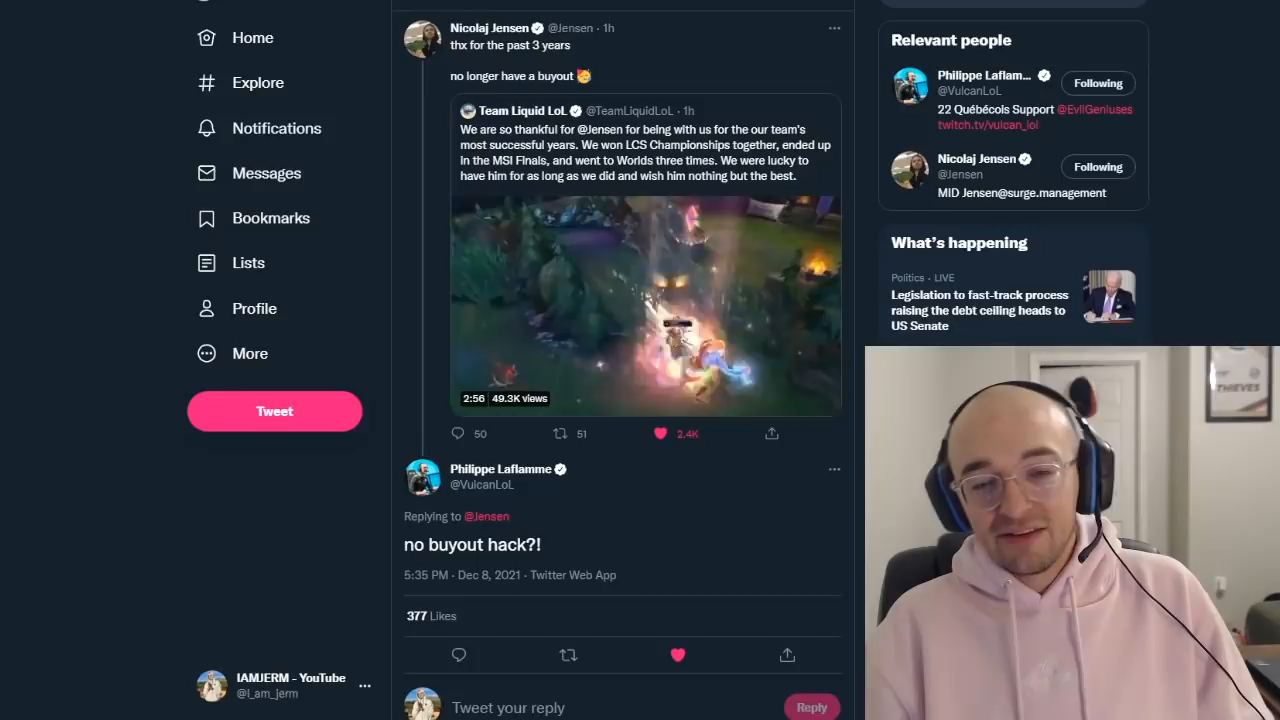 Home
Explore
Notifications
Messages
Bookmarks
Lists
Profile
More
Tweet
IAMJERM - YouTube
@I_am_jerm
Nicolaj Jensen @Jensen · 1h
thx for the past 3 years
no longer have a buyout 🥳
Team Liquid LoL @TeamLiquidLoL · 1h
We are so thankful for @Jensen for being with us for the our team's
most successful years. We won LCS Championships together, ended up
in the MSI Finals, and went to Worlds three times. We were lucky to
have him for as long as we did and wish him nothing but the best.
2:56 49.3K views
50 51 2.4K
Philippe Laflamme
@VulcanLoL
Replying to @Jensen
no buyout hack?!
5:35 PM · Dec 8, 2021 · Twitter Web App
377 Likes
Tweet your reply
Reply
Relevant people
Philippe Laflam...
@VulcanLoL
Following
22 Québécois Support @EvilGeniuses
twitch.tv/vulcan_lol
Nicolaj Jensen
@Jensen
Following
MID Jensen@surge.management
What's happening
Politics · LIVE
Legislation to fast-track process
raising the debt ceiling heads to
US Senate
THIEVES